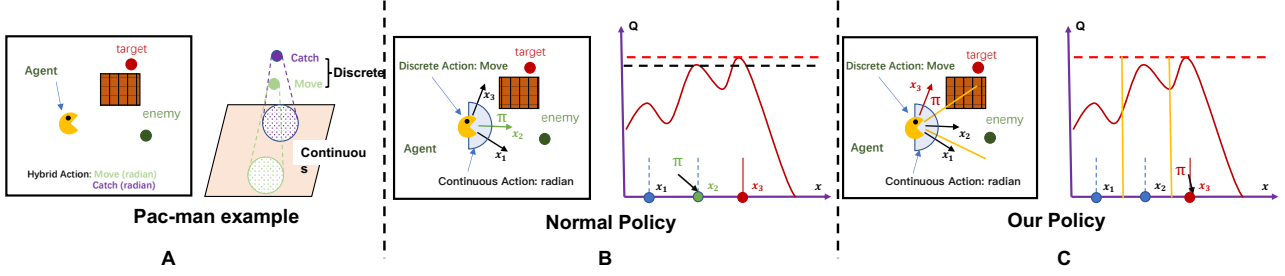 target
Agent
enemy
Hybrid Action: Move (radian)
Catch (radian)
Catch
Move
Discrete
Continuou
s
Pac-man example
A
target
Discrete Action: Move
x₃
π
x₂
x₁
enemy
Agent
Continuous Action: radian
Q
π
x₁
x₂
x₃
x
Normal Policy
B
target
Discrete Action: Move
x₃
π
x₂
x₁
enemy
Agent
Continuous Action: radian
Q
π
x₁
x₂
x₃
x
Our Policy
C